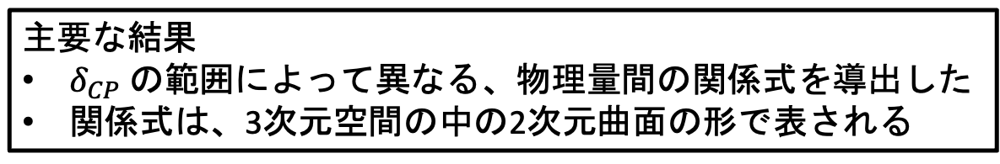 主要な結果
• δCP の範囲によって異なる、物理量間の関係式を導出した
• 関係式は、3次元空間の中の2次元曲面の形で表される